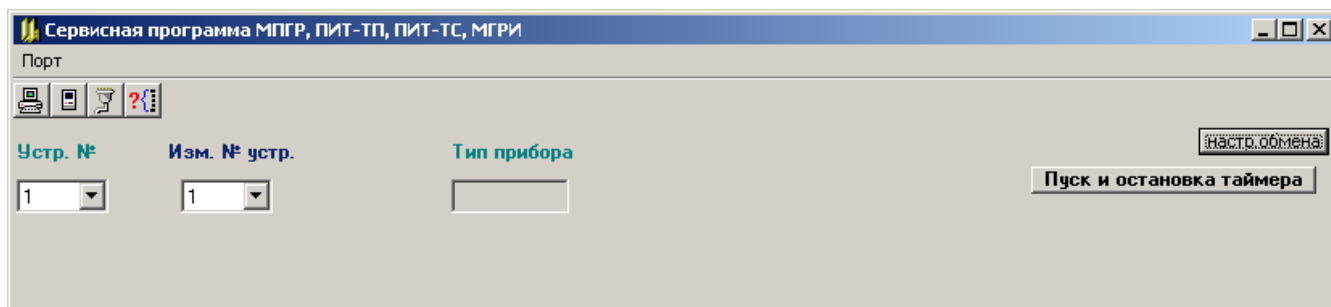 Сервисная программа МПГР, ПИТ-ТП, ПИТ-ТС, МГРИ
Порт
?{
настр.обмена
Устр. № Изм. № устр. Тип прибора
Пуск и остановка таймера
1 1